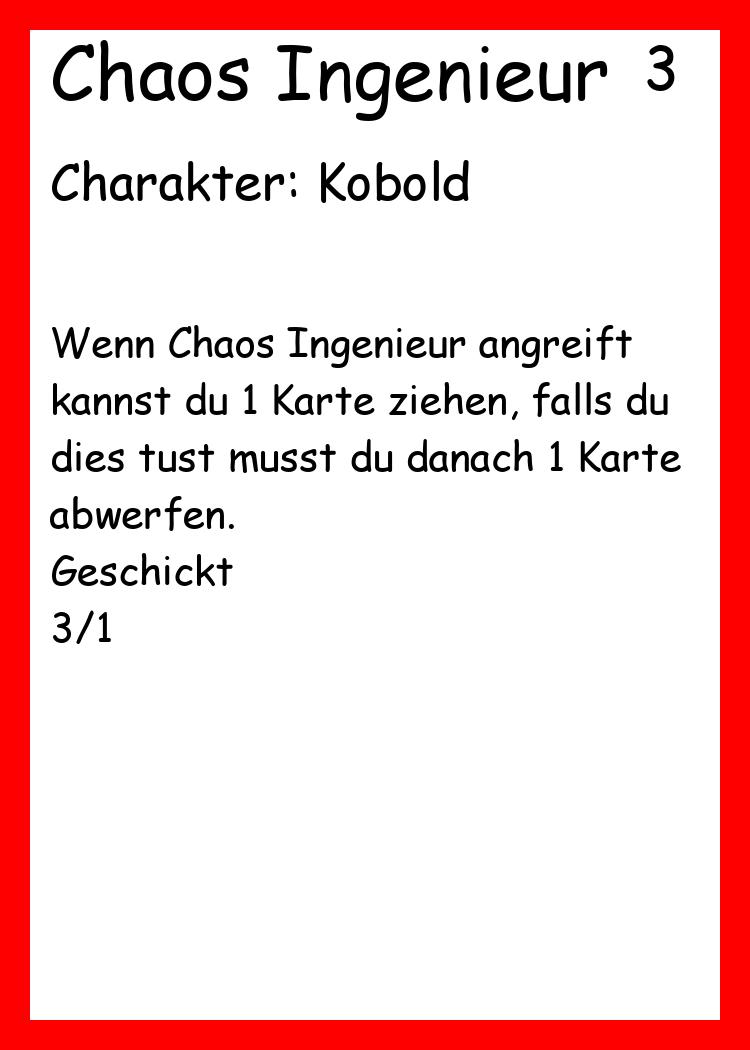 Chaos Ingenieur 3
Charakter: Kobold
Wenn Chaos Ingenieur angreift
kannst du 1 Karte ziehen, falls du
dies tust musst du danach 1 Karte
abwerfen.
Geschickt
3/1